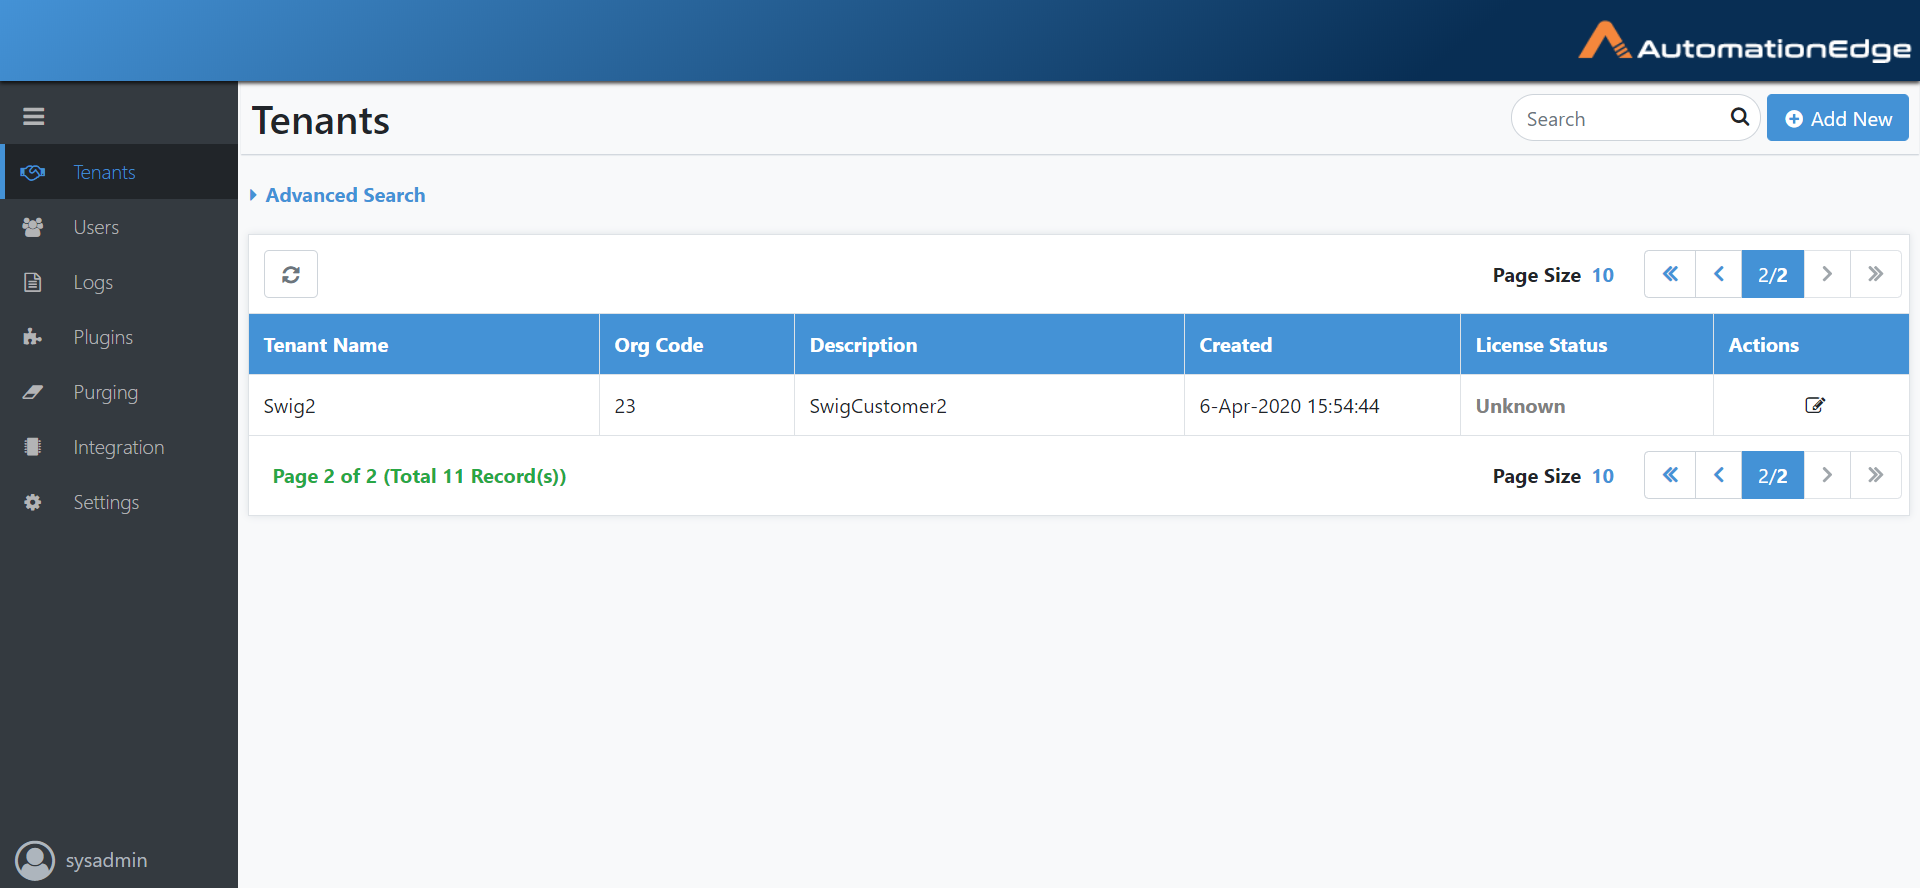 AutomationEdge
Tenants
Search
Add New
Tenants
Users
Logs
Plugins
Purging
Integration
Settings
sysadmin
Advanced Search
Page Size 10 2/2
Tenant Name Org Code Description Created License Status Actions
Swig2 23 SwigCustomer2 6-Apr-2020 15:54:44 Unknown
Page 2 of 2 (Total 11 Record(s)) Page Size 10 2/2